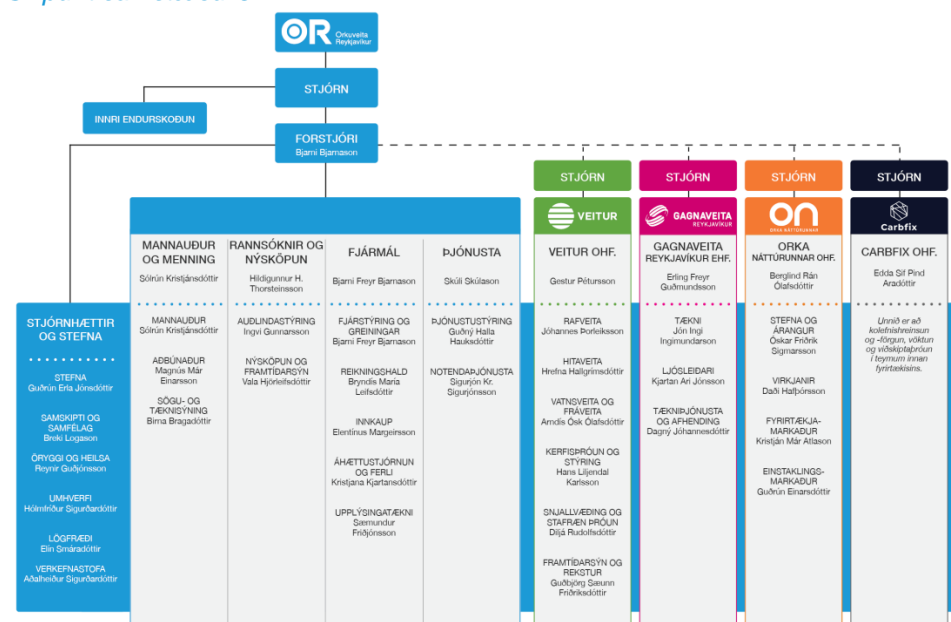 OR Orkuveita
Reykjavíkur
STJÓRN
INNRI ENDURSKOÐUN
FORSTJÓRI
Bjarni Bjarnason
STJÓRNHÆTTIR
OG STEFNA
STEFNA
Guðrún Erla Jónsdóttir
SAMSKIPTI OG
SAMFÉLAG
Breki Logason
ÖRYGGI OG HEILSA
Reynir Guðjónsson
UMHVERFI
Hólmfríður Sigurðardóttir
LÖGFRÆÐI
Elín Smáradóttir
VERKEFNASTOFA
Aðalheiður Sigurðardóttir
MANNAUÐUR
OG MENNING
Sólrún Kristjánsdóttir
MANNAUÐUR
Sólrún Kristjánsdóttir
AÐBÚNAÐUR
Magnús Már
Einarsson
SÖGU- OG
TÆKNISÝNING
Birna Bragadóttir
RANNSÓKNIR OG
NÝSKÖPUN
Hildigunnur H.
Thorsteinsson
AUÐLINDASTÝRING
Ingvi Gunnarsson
NÝSKÖPUN OG
FRAMTÍÐARSÝN
Vala Hjörleifsdóttir
FJÁRMÁL
Bjarni Freyr Bjarnason
FJÁRSTÝRING OG
GREININGAR
Bjarni Freyr Bjarnason
REIKNINGSHALD
Bryndís María
Leifsdóttir
INNKAUP
Elentínus Margeirsson
ÁHÆTTUSTJÓRNUN
OG FERLI
Kristjana Kjartansdóttir
UPPLÝSINGATÆKNI
Sæmundur
Friðjónsson
ÞJÓNUSTA
Skúli Skúlason
ÞJÓNUSTUSTÝRING
Guðný Halla
Hauksdóttir
NOTENDAÞJÓNUSTA
Sigurjón Kr.
Sigurjónsson
STJÓRN
VEITUR
VEITUR OHF.
Gestur Pétursson
RAFVEITA
Jóhannes Þorleiksson
HITAVEITA
Hrefna Hallgrímsdóttir
VATNSVEITA OG
FRÁVEITA
Arndís Ósk Ólafsdóttir
KERFISÞRÓUN OG
STÝRING
Hans Liljendal
Karlsson
SNJALLVÆÐING OG
STAFRÆN ÞRÓUN
Diljá Rudolfsdóttir
FRAMTÍÐARSÝN OG
REKSTUR
Guðbjörg Sæunn
Friðriksdóttir
STJÓRN
GAGNAVEITA
REYKJAVÍKUR
GAGNAVEITA
REYKJAVÍKUR EHF.
Erling Freyr
Guðmundsson
TÆKNI
Jón Ingi
Ingimundarson
LJÓSLEIÐARI
Kjartan Ari Jónsson
TÆKNIÞJÓNUSTA
OG AFHENDING
Dagný Jóhannesdóttir
STJÓRN
on
ORKA NÁTTÚRUNNAR
ORKA
NÁTTÚRUNNAR OHF.
Berglind Rán
Ólafsdóttir
STEFNA OG
ÁRANGUR
Óskar Friðrik
Sigmarsson
VIRKJANIR
Daði Hafþórsson
FYRIRTÆKJA-
MARKAÐUR
Kristján Már Atlason
EINSTAKLINGS-
MARKAÐUR
Guðrún Einarsdóttir
STJÓRN
Carbfix
CARBFIX OHF.
Edda Sif Pind
Aradóttir
Unnið er að
kolefnishreinsun
og -förgun, vöktun
og viðskiptaþróun
í teymum innan
fyrirtækisins.